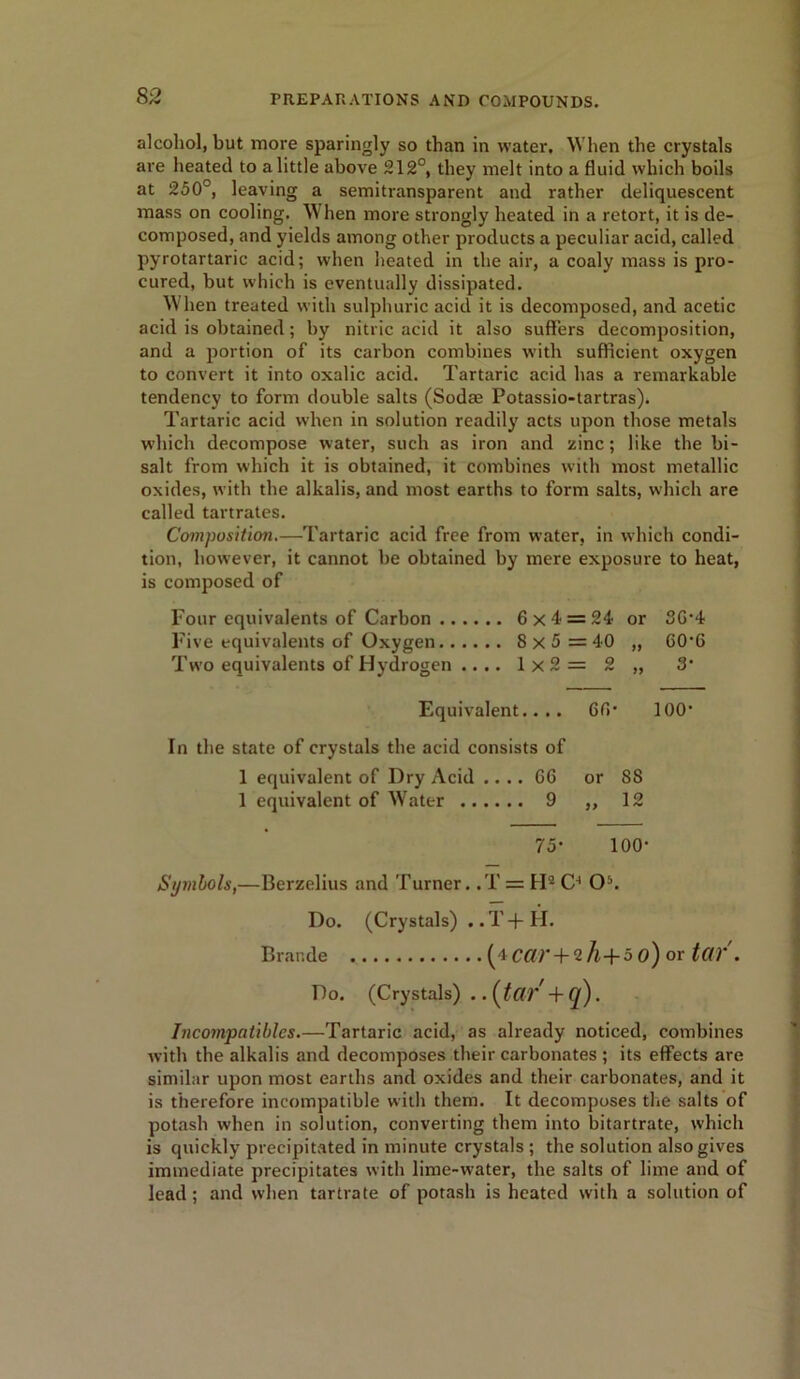 82
PREPARATIONS AND COMPOUNDS.
alcohol, but more sparingly so than in water. When the crystals
are heated to a little above 212°, they melt into a fluid which boils
at 250°, leaving a semitransparent and rather deliquescent
mass on cooling. When more strongly heated in a retort, it is de-
composed, and yields among other products a peculiar acid, called
pyrotartaric acid; when heated in the air, a coaly mass is pro-
cured, but which is eventually dissipated.
When treated with sulphuric acid it is decomposed, and acetic
acid is obtained; by nitric acid it also suffers decomposition,
and a portion of its carbon combines with sufficient oxygen
to convert it into oxalic acid. Tartaric acid has a remarkable
tendency to form double salts (Sodæ Potassio-tartras).
Tartaric acid when in solution readily acts upon those metals
which decompose water, such as iron and zinc; like the bi-
salt from which it is obtained, it combines with most metallic
oxides, with the alkalis, and most earths to form salts, which are
called tartrates.
Composition.—Tartaric acid free from water, in which condi-
tion, however, it cannot be obtained by mere exposure to heat,
is composed of
Four equivalents of Carbon ...... 6 x 4 = 24 or 36·4
Five equivalents of Oxygen...... 8 x 5 = 40 „ 60·6
Two equivalents of Hydrogen .... 1 x 2 = 2 „ 3·
Equivalent.... 66· 100·
In the state of crystals the acid consists of
1 equivalent of Dry Acid .... 66 or 88
1 equivalent of Water ...... 9 „ 12
75· 100·
Symbols,—Berzelius and Turner. .T̅ = H² C⁴ O⁵.
Do. (Crystals) ..T̅ + Ḣ.
Brande ............(4 car + 2 h + 5 o) or tar′.
Do. (Crystals) ..(tar′ + q).
Incompatibles.—Tartaric acid, as already noticed, combines
with the alkalis and decomposes their carbonates; its effects are
similar upon most earths and oxides and their carbonates, and it
is therefore incompatible with them. It decomposes the salts of
potash when in solution, converting them into bitartrate, which
is quickly precipitated in minute crystals; the solution also gives
immediate precipitates with lime-water, the salts of lime and of
lead; and when tartrate of potash is heated with a solution of